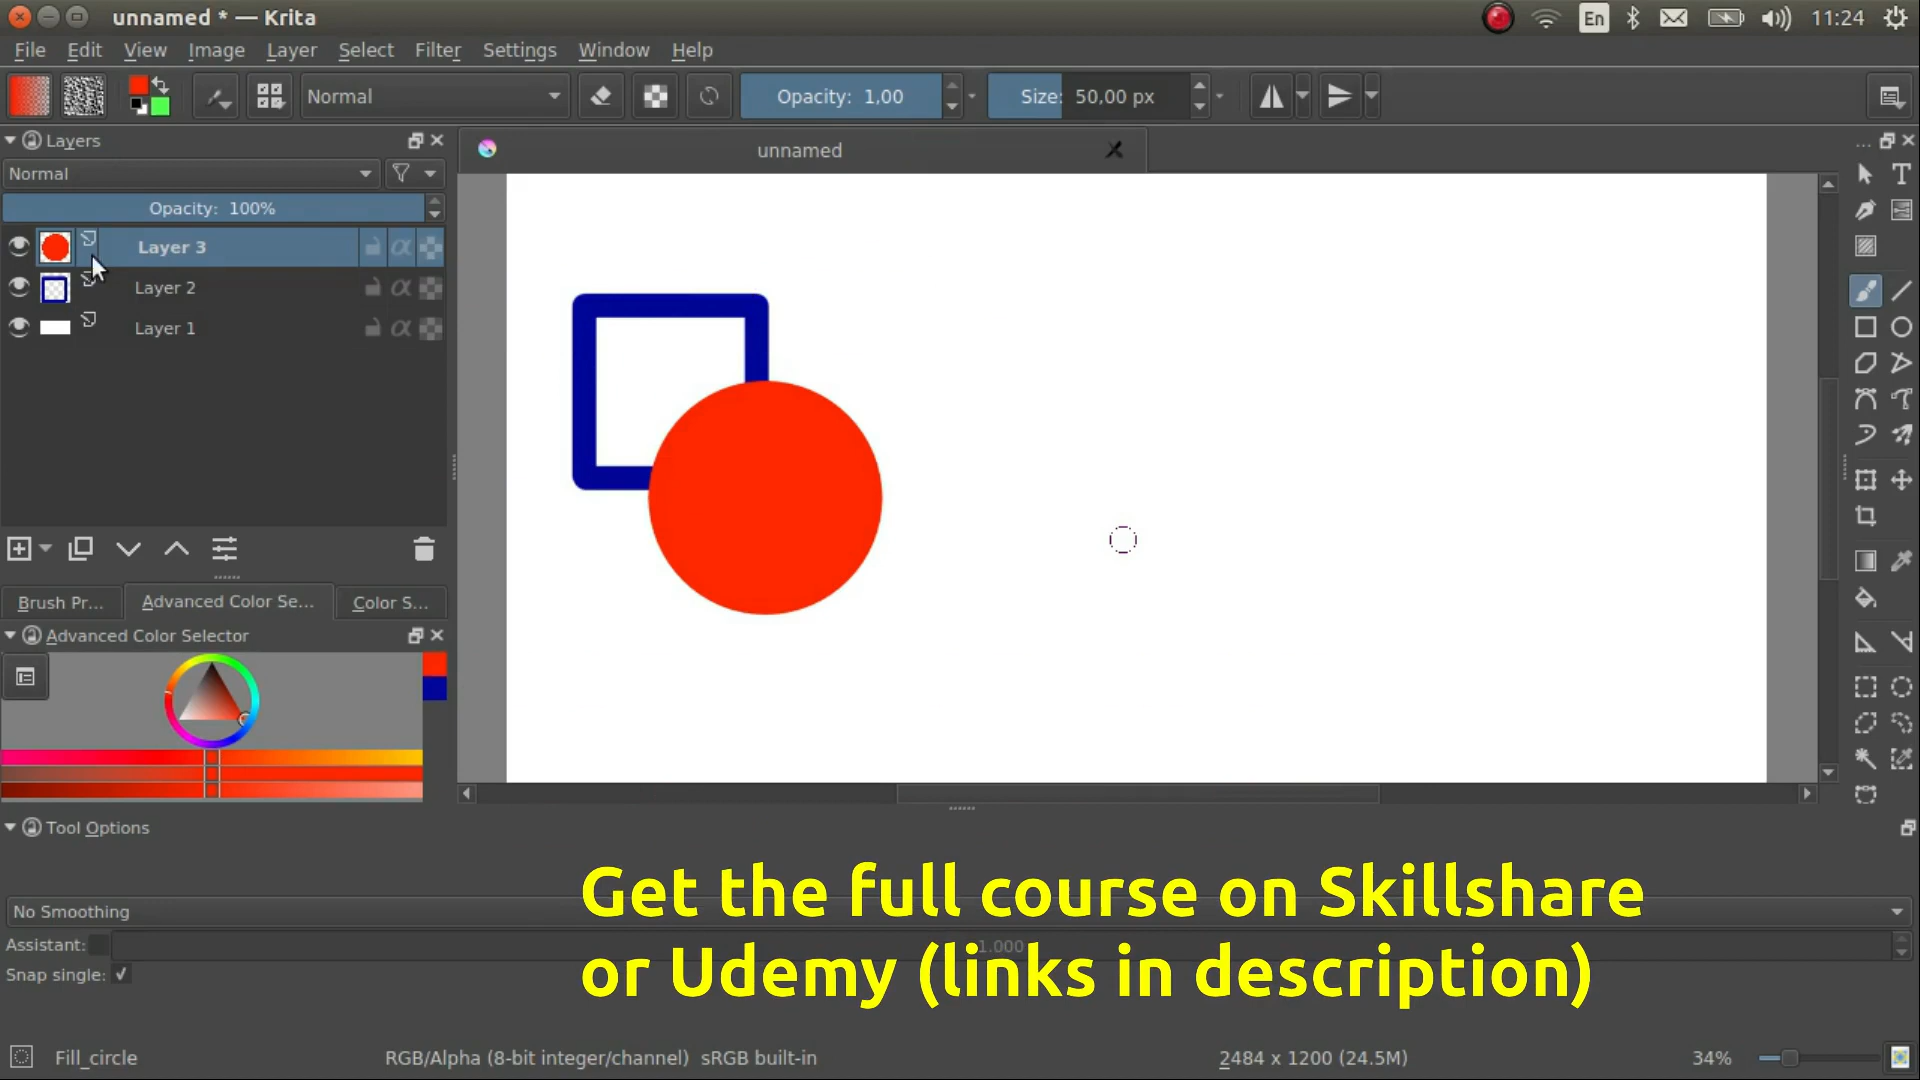 unnamed * — Krita
En
11:24
File Edit View Image Layer Select Filter Settings Window Help
Normal
Opacity: 1,00
Size: 50,00 px
Layers
unnamed
Normal
Opacity: 100%
Layer 3
Layer 2
Layer 1
Brush Pr...
Advanced Color Se...
Color S...
Advanced Color Selector
Tool Options
Get the full course on Skillshare
No Smoothing
Assistant:
1.000
or Udemy (links in description)
Snap single:
Fill_circle
RGB/Alpha (8-bit integer/channel) sRGB built-in
2484 x 1200 (24.5M)
34%